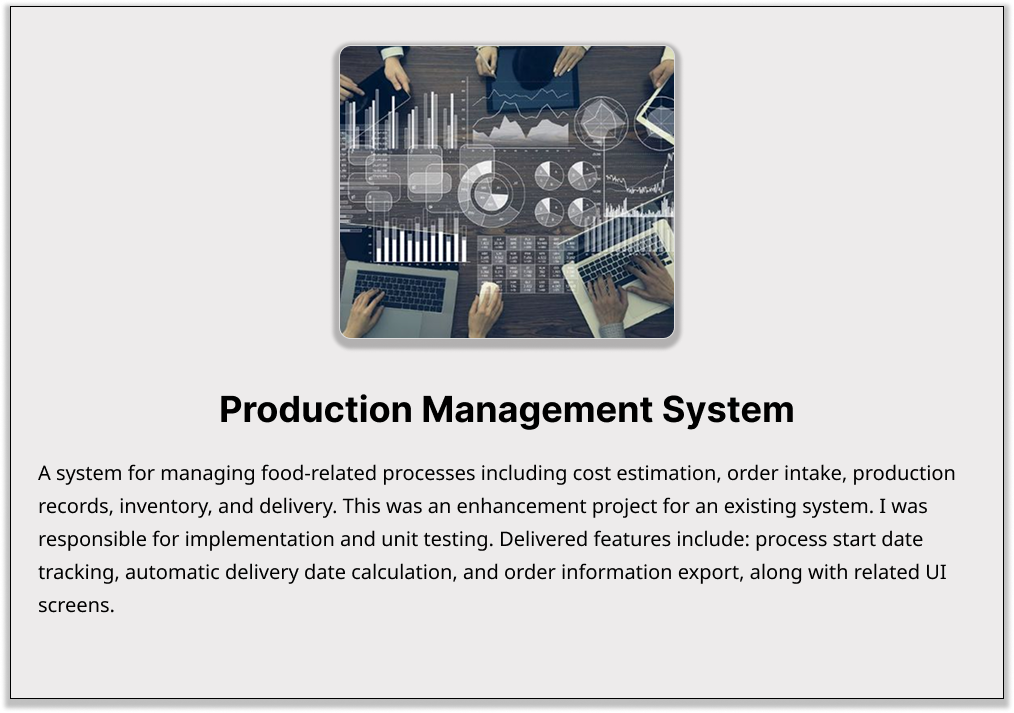 Production Management System
A system for managing food-related processes including cost estimation, order intake, production
records, inventory, and delivery. This was an enhancement project for an existing system. I was
responsible for implementation and unit testing. Delivered features include: process start date
tracking, automatic delivery date calculation, and order information export, along with related UI
screens.